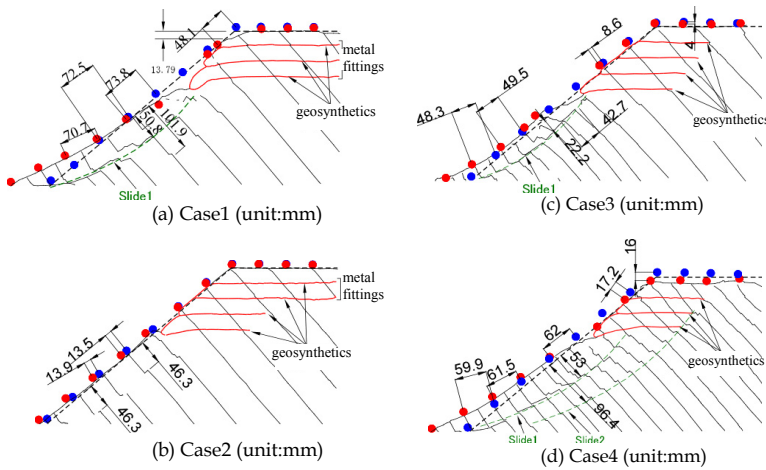 48.1
13.79
72.5
73.8
70.7
50.8
101.9
metal
fittings
geosynthetics
Slide1
(a) Case1 (unit:mm)
8.6
4
49.5
48.3
42.7
22.2
geosynthetics
Slide1
(c) Case3 (unit:mm)
metal
fittings
13.5
13.9
46.3
46.3
geosynthetics
(b) Case2 (unit:mm)
16
17.2
62
53
59.9
61.5
96.4
geosynthetics
Slide1
Slide2
(d) Case4 (unit:mm)